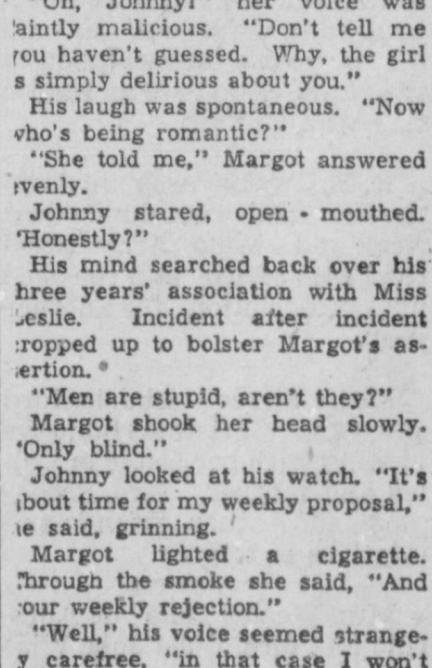 "Oh, Johnny!" her voice was
aintly malicious. "Don't tell me
you haven't guessed. Why, the girl
s simply delirious about you."
His laugh was spontaneous. "Now
who's being romantic?"
"She told me," Margot answered
evenly.
Johnny stared, open - mouthed.
"Honestly?"
His mind searched back over his
hree years' association with Miss
Leslie. Incident after incident
cropped up to bolster Margot's as-
sertion.
"Men are stupid, aren't they?"
Margot shook her head slowly.
"Only blind."
Johnny looked at his watch. "It's
about time for my weekly proposal,"
he said, grinning.
Margot lighted a cigarette.
Through the smoke she said, "And
your weekly rejection."
"Well," his voice seemed strange-
y carefree, "in that case I won't